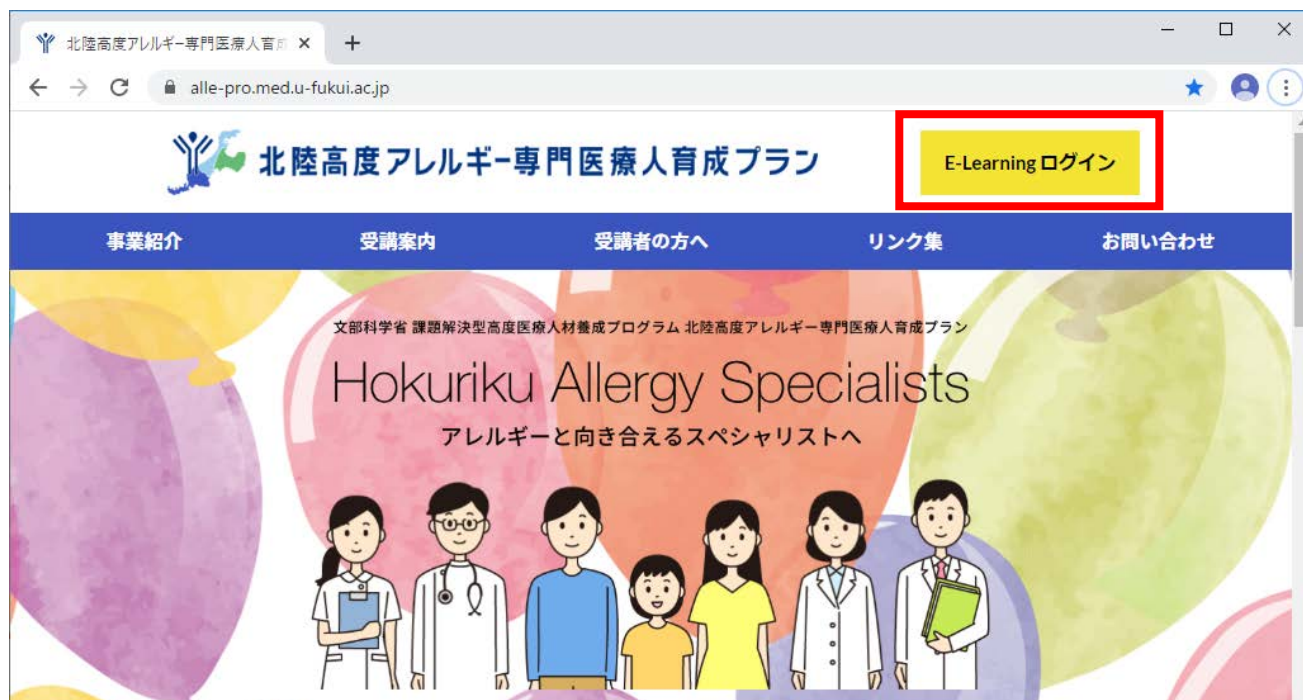 北陸高度アレルギー専門医療人育
alle-pro.med.u-fukui.ac.jp
北陸高度アレルギー専門医療人育成プラン
E-Learning ログイン
事業紹介 受講案内 受講者の方へ リンク集 お問い合わせ
文部科学省 課題解決型高度医療人材養成プログラム 北陸高度アレルギー専門医療人育成プラン
Hokuriku Allergy Specialists
アレルギーと向き合えるスペシャリストへ